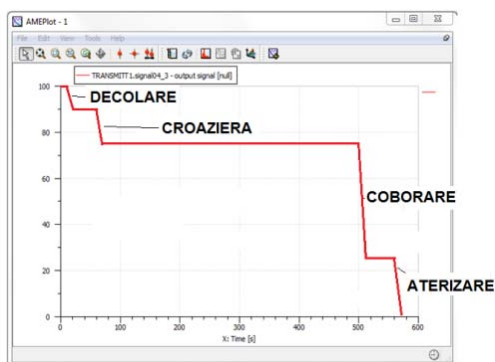 AMEPlot - 1
File Edit View Tools Help
TRANSMITT1.signal04_3 - output signal [null]
DECOLARE
CROAZIERA
COBORARE
ATERIZARE
100
80
60
40
20
0
0 100 200 300 400 500 600
X: Time [s]